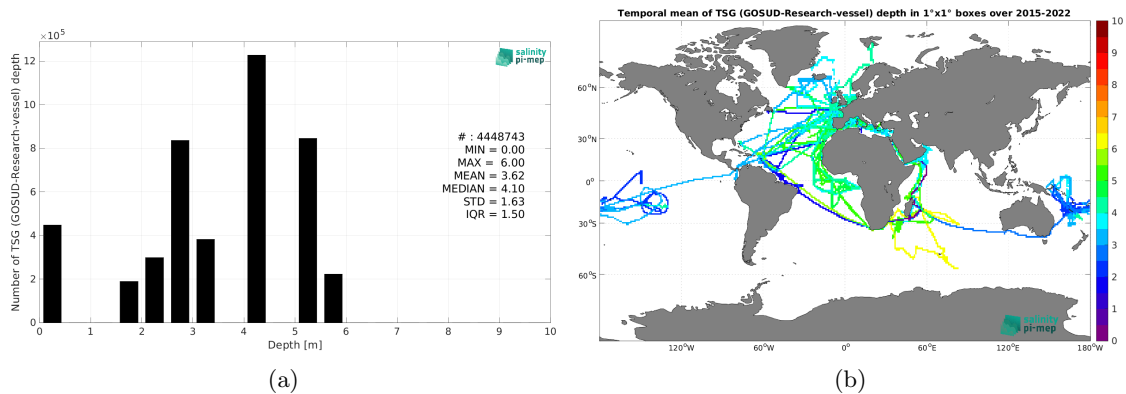 ×10⁵
Number of TSG (GOSUD-Research-vessel) depth
12
10
8
6
4
2
0
0 1 2 3 4 5 6 7 8 9 10
Depth [m]
salinity
pi-mep
# : 4448743
MIN = 0.00
MAX = 6.00
MEAN = 3.62
MEDIAN = 4.10
STD = 1.63
IQR = 1.50
(a)
Temporal mean of TSG (GOSUD-Research-vessel) depth in 1°x1° boxes over 2015-2022
60°N
30°N
0°
30°S
60°S
120°W 60°W 0° 60°E 120°E 180°W
salinity
pi-mep
10
9
8
7
6
5
4
3
2
1
0
(b)